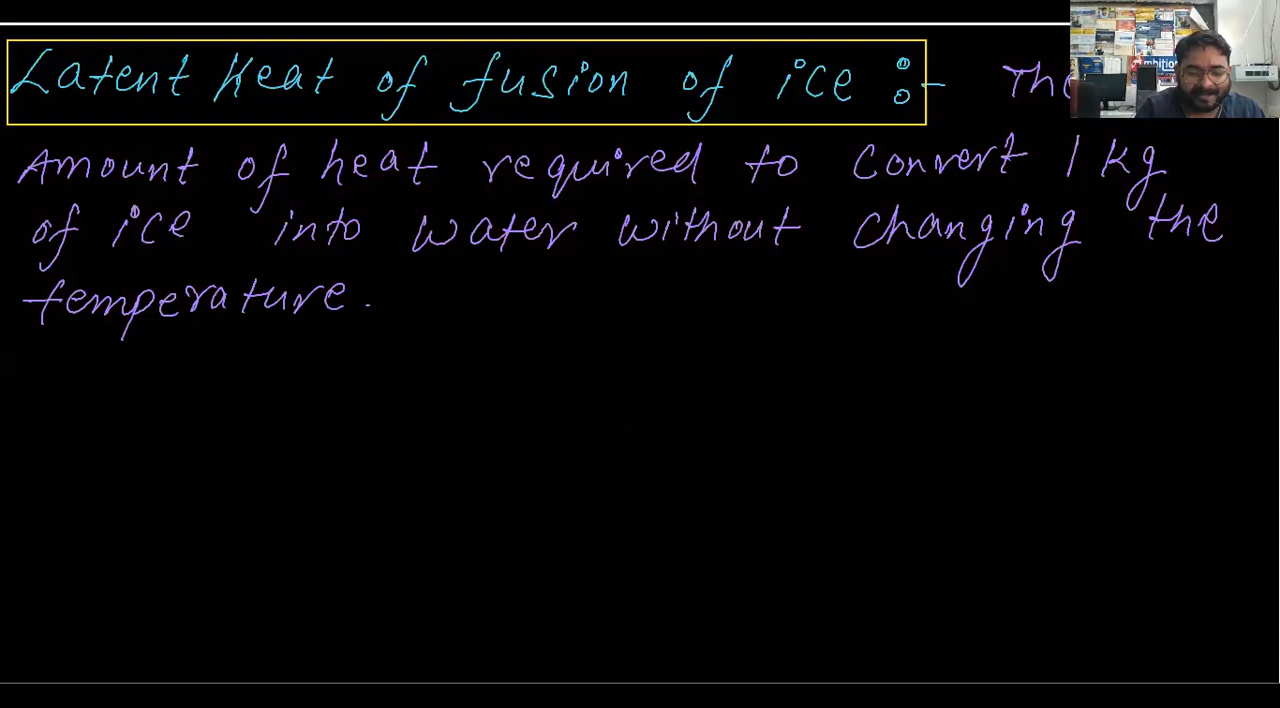 Latent Heat of fusion of ice :- The
Amount of heat required to convert 1 kg
of ice into water without changing the
temperature.
mbition